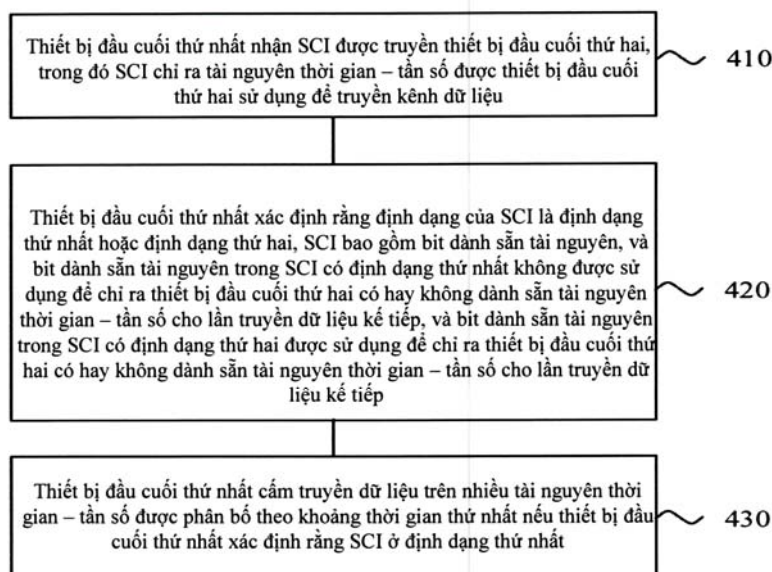 Thiết bị đầu cuối thứ nhất nhận SCI được truyền thiết bị đầu cuối thứ hai,
trong đó SCI chỉ ra tài nguyên thời gian – tần số được thiết bị đầu cuối
thứ hai sử dụng để truyền kênh dữ liệu
410
Thiết bị đầu cuối thứ nhất xác định rằng định dạng của SCI là định dạng
thứ nhất hoặc định dạng thứ hai, SCI bao gồm bit dành sẵn tài nguyên, và
bit dành sẵn tài nguyên trong SCI có định dạng thứ nhất không được sử
dụng để chỉ ra thiết bị đầu cuối thứ hai có hay không dành sẵn tài nguyên
thời gian – tần số cho lần truyền dữ liệu kế tiếp, và bit dành sẵn tài nguyên
trong SCI có định dạng thứ hai được sử dụng để chỉ ra thiết bị đầu cuối thứ
hai có hay không dành sẵn tài nguyên thời gian – tần số cho lần truyền dữ
liệu kế tiếp
420
Thiết bị đầu cuối thứ nhất cấm truyền dữ liệu trên nhiều tài nguyên thời
gian – tần số được phân bố theo khoảng thời gian thứ nhất nếu thiết bị đầu
cuối thứ nhất xác định rằng SCI ở định dạng thứ nhất
430